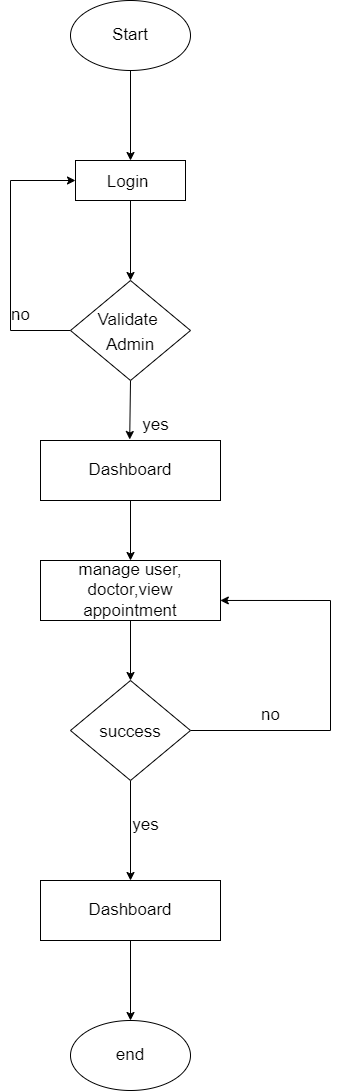 Start
Login
no
Validate
Admin
yes
Dashboard
manage user,
doctor,view
appointment
no
success
yes
Dashboard
end